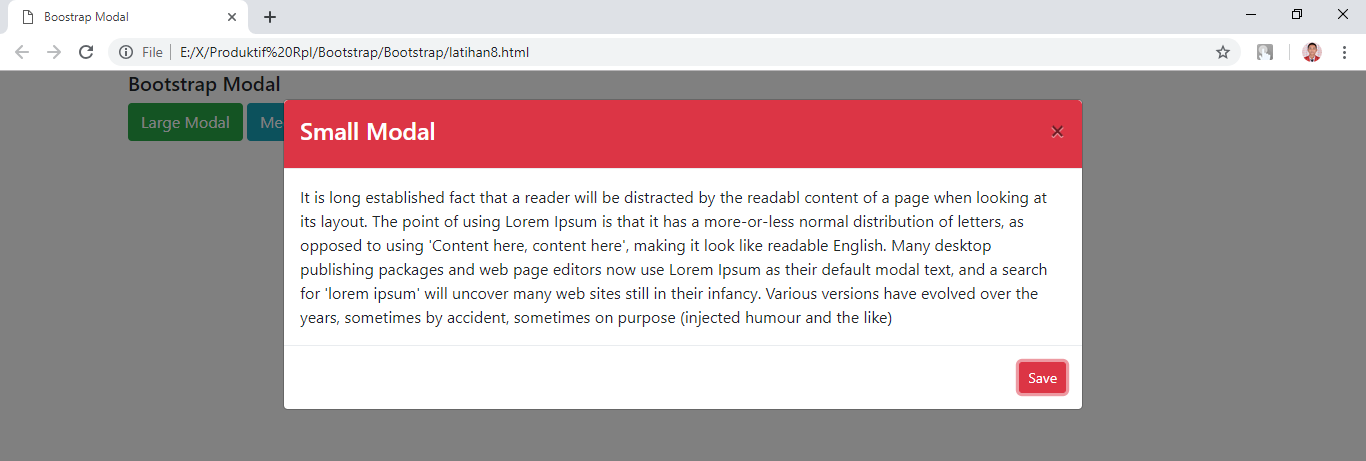 Boostrap Modal
File
E:/X/Produktif%20Rpl/Bootstrap/Bootstrap/latihan8.html
Bootstrap Modal
Large Modal
Me
Small Modal
×
It is long established fact that a reader will be distracted by the readabl content of a page when looking at
its layout. The point of using Lorem Ipsum is that it has a more-or-less normal distribution of letters, as
opposed to using 'Content here, content here', making it look like readable English. Many desktop
publishing packages and web page editors now use Lorem Ipsum as their default modal text, and a search
for 'lorem ipsum' will uncover many web sites still in their infancy. Various versions have evolved over the
years, sometimes by accident, sometimes on purpose (injected humour and the like)
Save